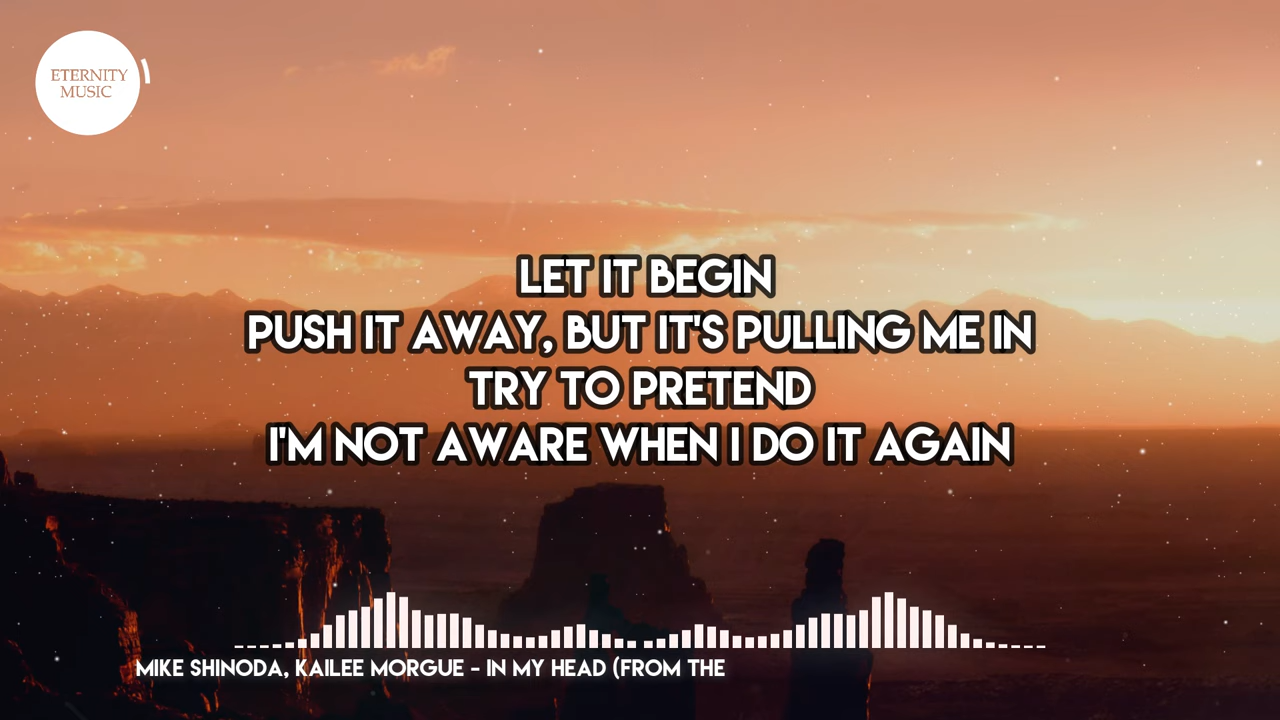 ETERNITY
MUSIC
LET IT BEGIN
PUSH IT AWAY, BUT IT'S PULLING ME IN
TRY TO PRETEND
I'M NOT AWARE WHEN I DO IT AGAIN
MIKE SHINODA, KAILEE MORGUE - IN MY HEAD (FROM THE